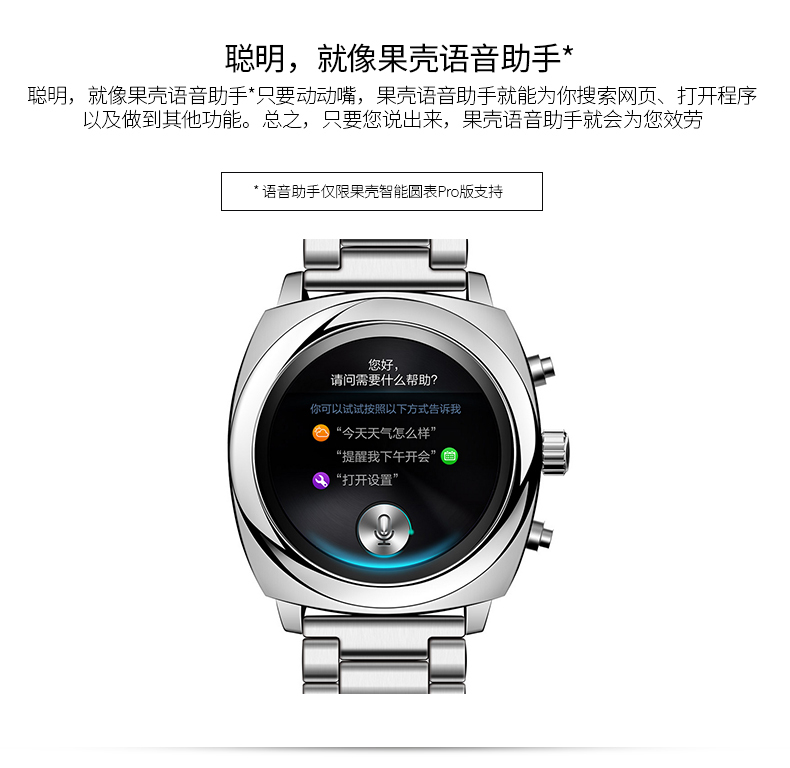 聪明，就像果壳语音助手*
聪明，就像果壳语音助手*只要动动嘴，果壳语音助手就能为你搜索网页、打开程序
以及做到其他功能。总之，只要您说出来，果壳语音助手就会为您效劳
* 语音助手仅限果壳智能圆表Pro版支持
您好，
请问需要什么帮助？
你可以试试按照以下方式告诉我
“今天天气怎么样”
“提醒我下午开会”
“打开设置”